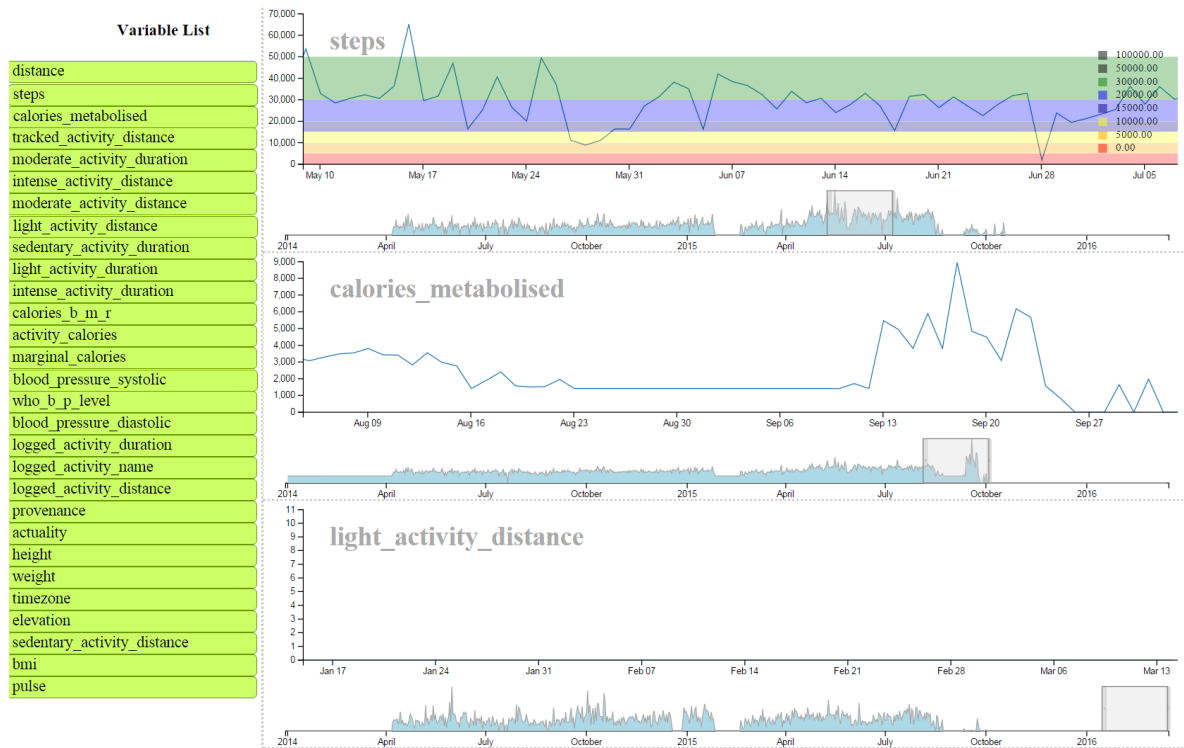 Variable List
distance
steps
calories_metabolised
tracked_activity_distance
moderate_activity_duration
intense_activity_distance
moderate_activity_distance
light_activity_distance
sedentary_activity_duration
light_activity_duration
intense_activity_duration
calories_b_m_r
activity_calories
marginal_calories
blood_pressure_systolic
who_b_p_level
blood_pressure_diastolic
logged_activity_duration
logged_activity_name
logged_activity_distance
provenance
actuality
height
weight
timezone
elevation
sedentary_activity_distance
bmi
pulse
steps
70,000
60,000
50,000
40,000
30,000
20,000
10,000
0
100000.00
50000.00
30000.00
20000.00
15000.00
10000.00
5000.00
0.00
May 10 May 17 May 24 May 31 Jun 07 Jun 14 Jun 21 Jun 28 Jul 05
2014 April July October 2015 April July October 2016
calories_metabolised
9,000
8,000
7,000
6,000
5,000
4,000
3,000
2,000
1,000
0
Aug 09 Aug 16 Aug 23 Aug 30 Sep 06 Sep 13 Sep 20 Sep 27
2014 April July October 2015 April July October 2016
light_activity_distance
11
10
9
8
7
6
5
4
3
2
1
0
Jan 17 Jan 24 Jan 31 Feb 07 Feb 14 Feb 21 Feb 28 Mar 06 Mar 13
2014 April July October 2015 April July October 2016